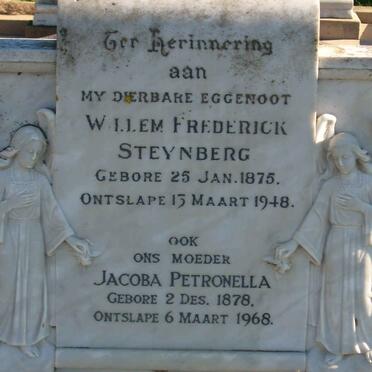 Ter Herinnering
aan
MY DIERBARE EGGENOOT
WILLEM FREDERICK
STEYNBERG
GEBORE 25 JAN. 1875.
ONTSLAPE 13 MAART 1948.
OOK
ONS MOEDER
JACOBA PETRONELLA
GEBORE 2 DES. 1878,
ONTSLAPE 6 MAART 1968.